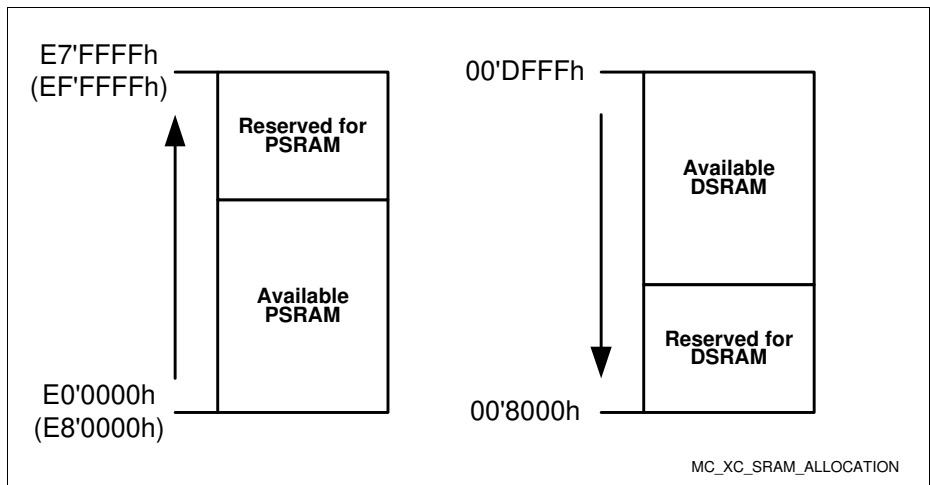 E7'FFFFh
(EF'FFFFh)
Reserved for
PSRAM
Available
PSRAM
E0'0000h
(E8'0000h)
00'DFFFh
Available
DSRAM
Reserved for
DSRAM
00'8000h
MC_XC_SRAM_ALLOCATION